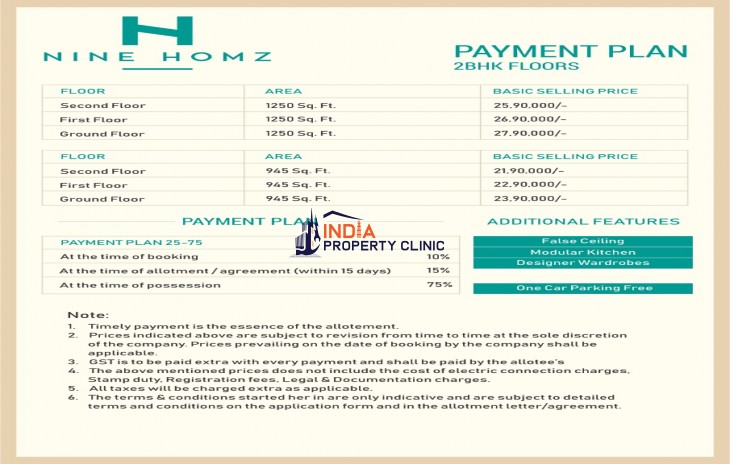 NINE HOMZ
PAYMENT PLAN
2BHK FLOORS
FLOOR AREA BASIC SELLING PRICE
Second Floor 1250 Sq. Ft. 25,90,000/-
First Floor 1250 Sq. Ft. 26,90,000/-
Ground Floor 1250 Sq. Ft. 27,90,000/-
FLOOR AREA BASIC SELLING PRICE
Second Floor 945 Sq. Ft. 21,90,000/-
First Floor 945 Sq. Ft. 22,90,000/-
Ground Floor 945 Sq. Ft. 23,90,000/-
PAYMENT PLAN
INDIA
PROPERTY CLINIC
PAYMENT PLAN 25-75
At the time of booking 10%
At the time of allotment / agreement (within 15 days) 15%
At the time of possession 75%
ADDITIONAL FEATURES
False Ceiling
Modular Kitchen
Designer Wardrobes
One Car Parking Free
Note:
1. Timely payment is the essence of the allotement.
2. Prices indicated above are subject to revision from time to time at the sole discretion
of the company. Prices prevailing on the date of booking by the company shall be
applicable.
3. GST is to be paid extra with every payment and shall be paid by the allotee's
4. The above mentioned prices does not include the cost of electric connection charges,
Stamp duty, Registration fees, Legal & Documentation charges.
5. All taxes will be charged extra as applicable.
6. The terms & conditions started her in are only indicative and are subject to detailed
terms and conditions on the application form and in the allotment letter/agreement.